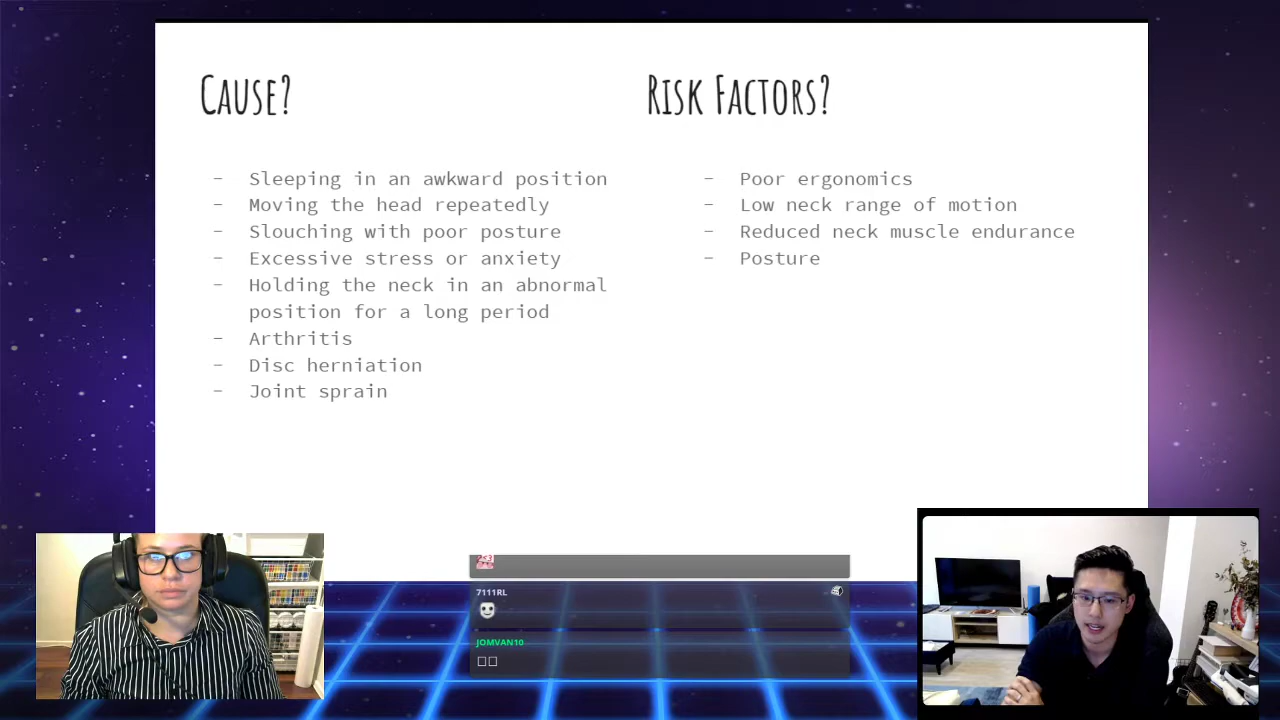 Cause?
- Sleeping in an awkward position
- Moving the head repeatedly
- Slouching with poor posture
- Excessive stress or anxiety
- Holding the neck in an abnormal
position for a long period
- Arthritis
- Disc herniation
- Joint sprain
Risk Factors?
- Poor ergonomics
- Low neck range of motion
- Reduced neck muscle endurance
- Posture
7111RL
JOMVAN10